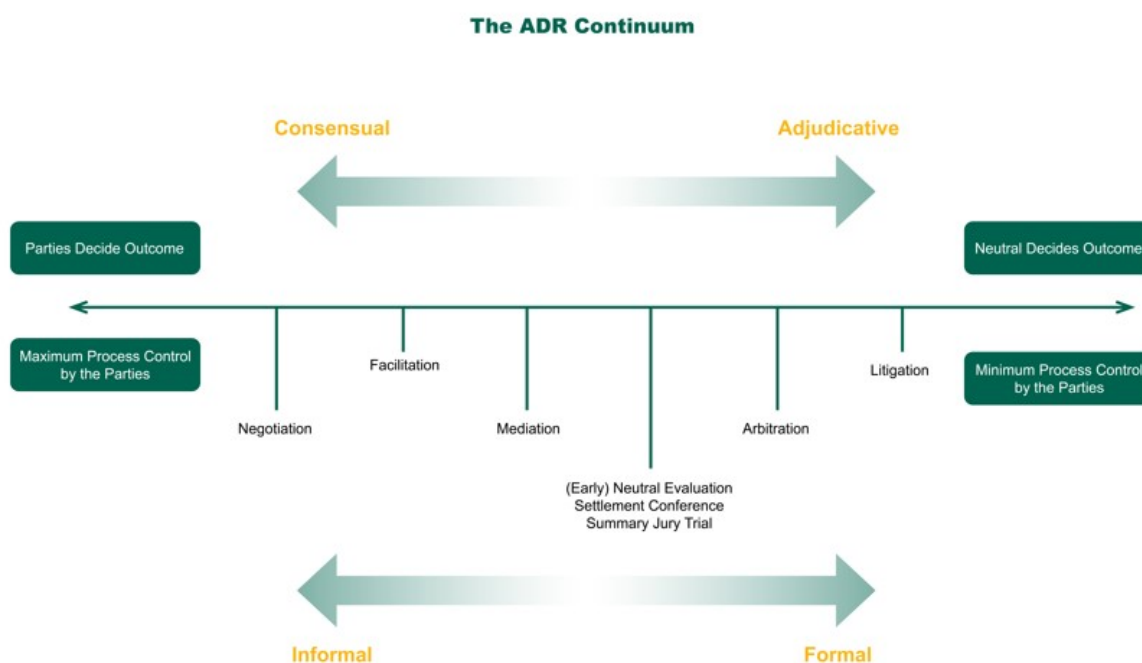 The ADR Continuum
Consensual
Adjudicative
Parties Decide Outcome
Neutral Decides Outcome
Maximum Process Control
by the Parties
Minimum Process Control
by the Parties
Facilitation
Litigation
Negotiation
Mediation
Arbitration
(Early) Neutral Evaluation
Settlement Conference
Summary Jury Trial
Informal
Formal